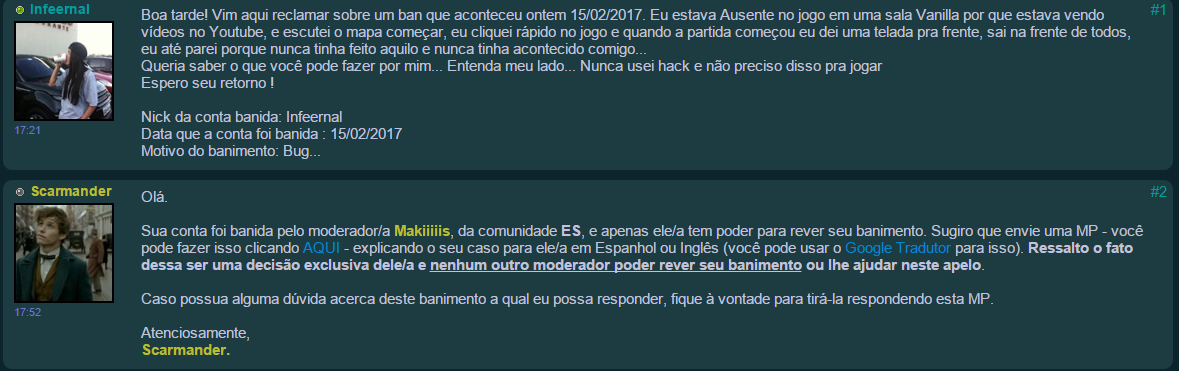 Infeernal
#1
Boa tarde! Vim aqui reclamar sobre um ban que aconteceu ontem 15/02/2017. Eu estava Ausente no jogo em uma sala Vanilla por que estava vendo
vídeos no Youtube, e escutei o mapa começar, eu cliquei rápido no jogo e quando a partida começou eu dei uma telada pra frente, sai na frente de todos,
eu até parei porque nunca tinha feito aquilo e nunca tinha acontecido comigo...
Queria saber o que você pode fazer por mim... Entenda meu lado... Nunca usei hack e não preciso disso pra jogar
Espero seu retorno !
Nick da conta banida: Infeernal
Data que a conta foi banida : 15/02/2017
Motivo do banimento: Bug...
17:21
Scarmander
#2
Olá.
Sua conta foi banida pelo moderador/a Makiiiiis, da comunidade ES, e apenas ele/a tem poder para rever seu banimento. Sugiro que envie uma MP - você
pode fazer isso clicando AQUI - explicando o seu caso para ele/a em Espanhol ou Inglês (você pode usar o Google Tradutor para isso). Ressalto o fato
dessa ser uma decisão exclusiva dele/a e nenhum outro moderador poder rever seu banimento ou lhe ajudar neste apelo.
Caso possua alguma dúvida acerca deste banimento a qual eu possa responder, fique à vontade para tirá-la respondendo esta MP.
17:52
Atenciosamente,
Scarmander.